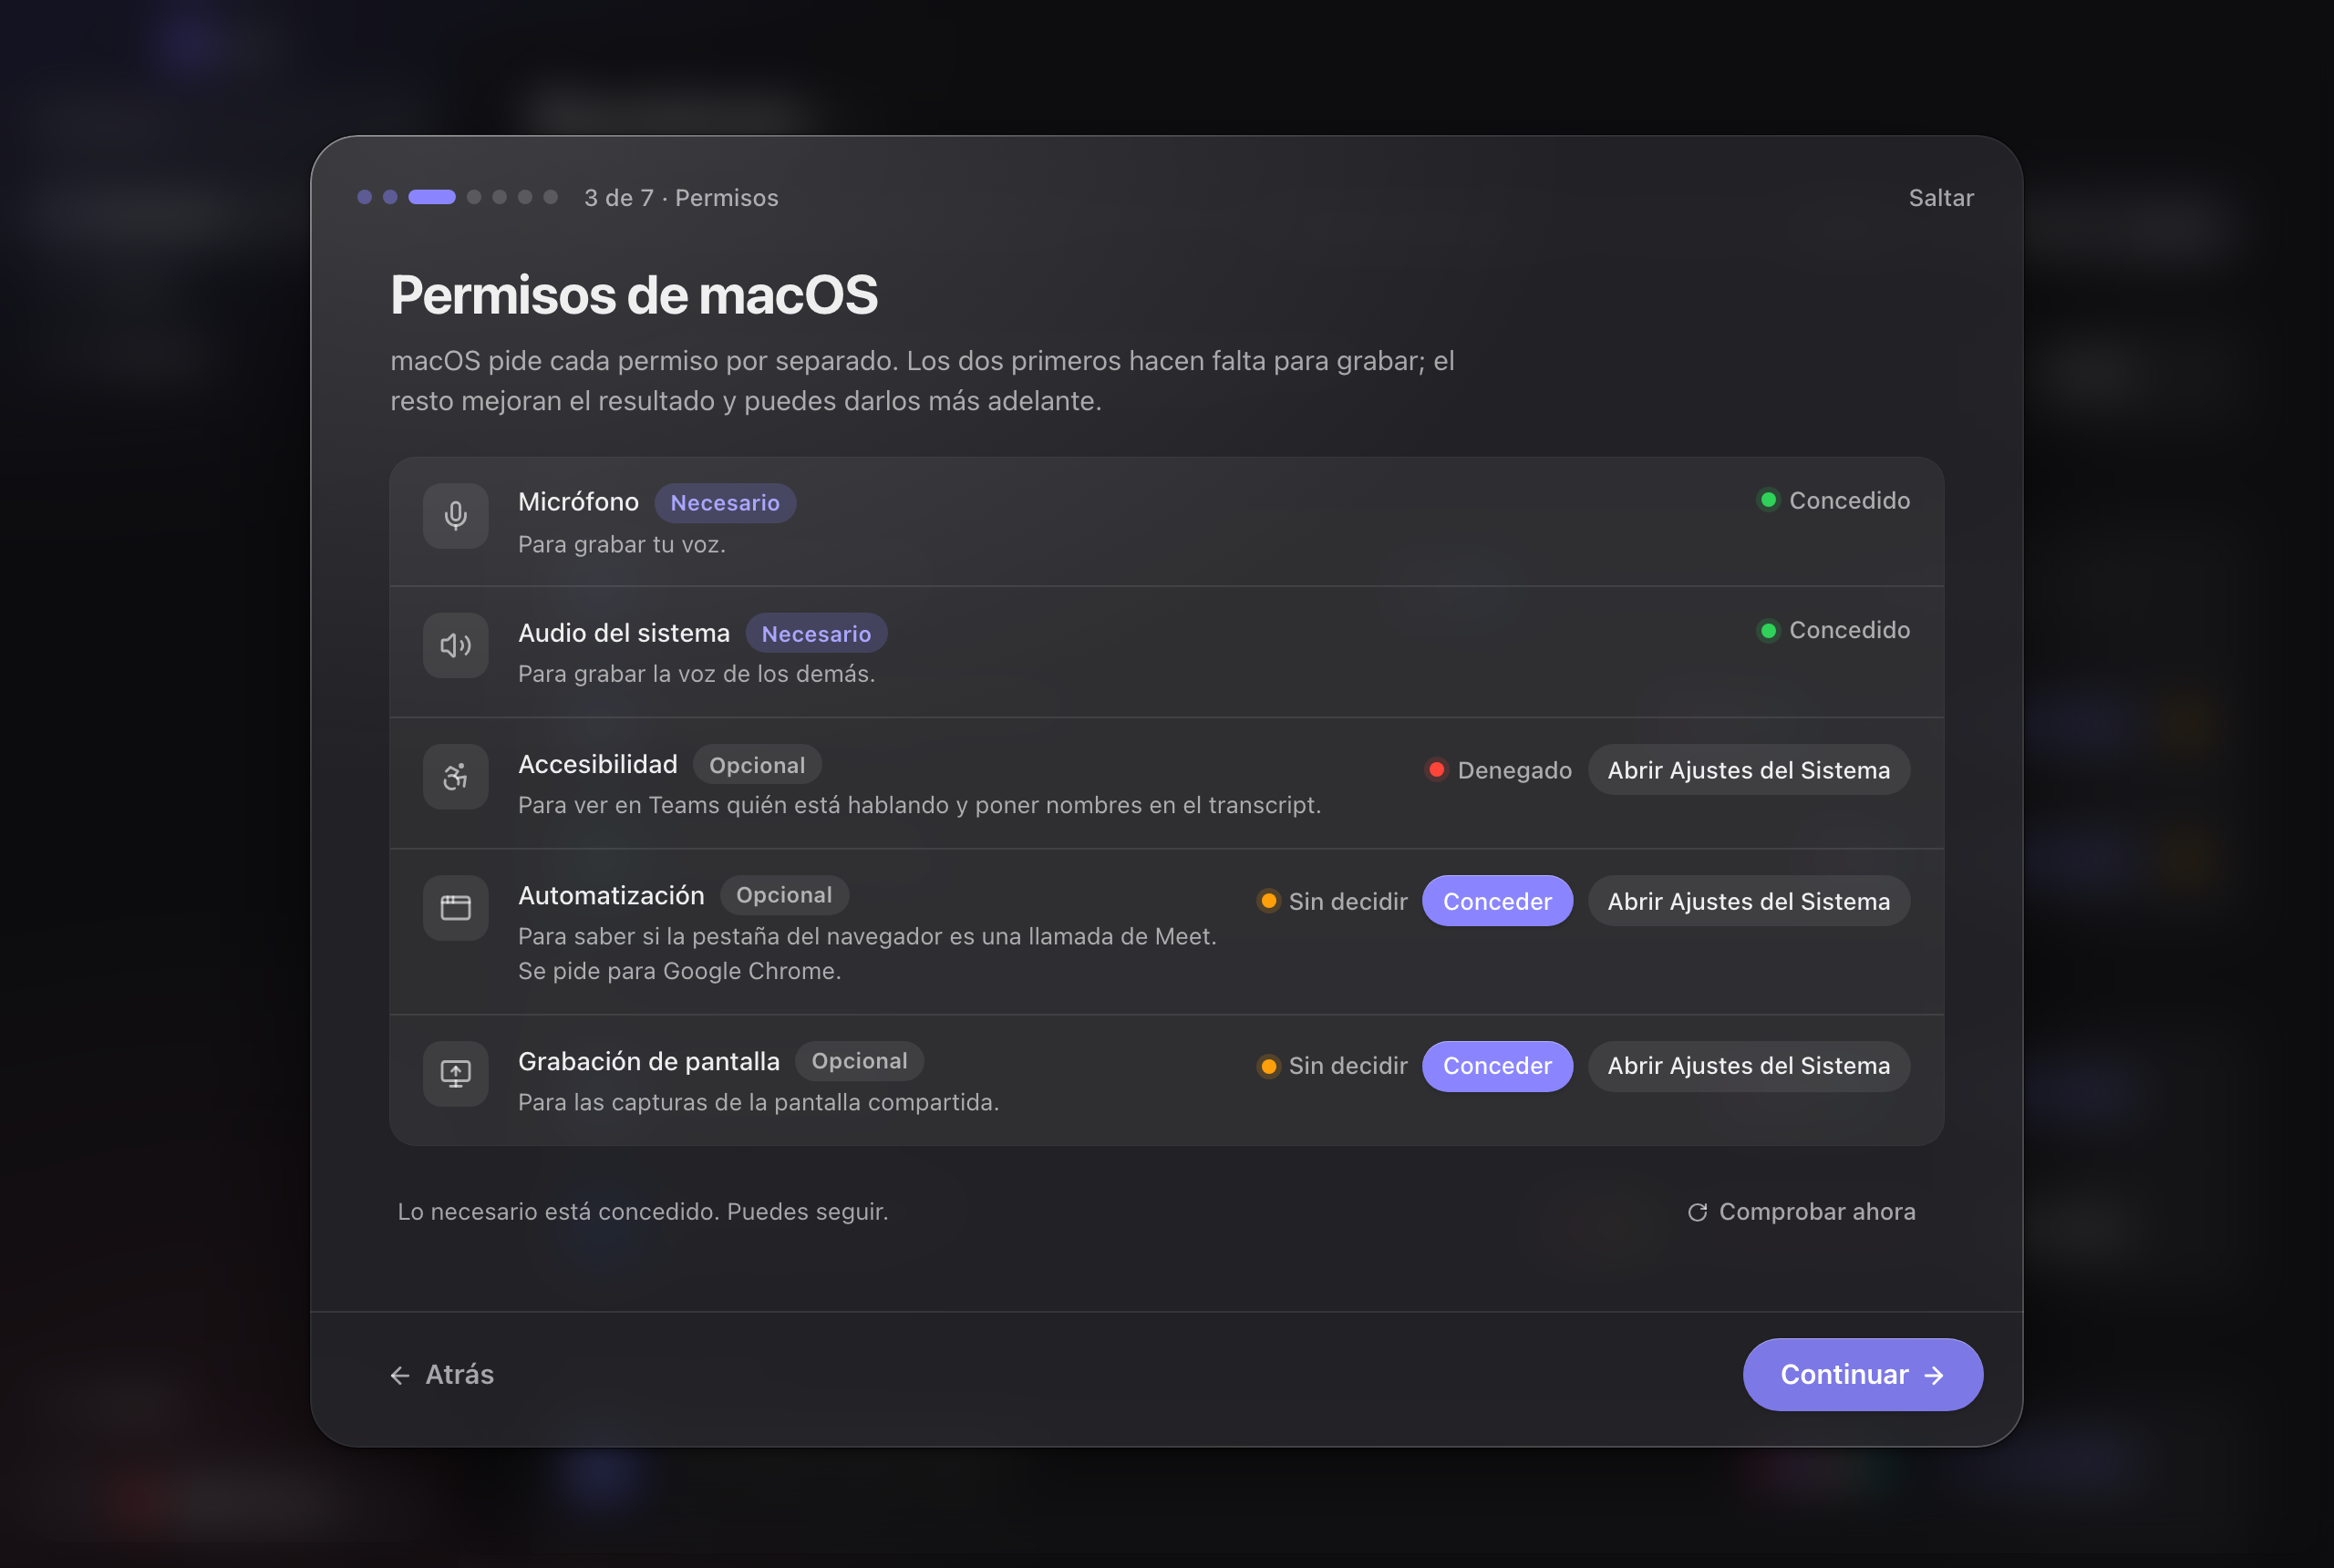 3 de 7 · Permisos
Saltar
Permisos de macOS
macOS pide cada permiso por separado. Los dos primeros hacen falta para grabar; el
resto mejoran el resultado y puedes darlos más adelante.
Micrófono Necesario
Concedido
Para grabar tu voz.
Audio del sistema Necesario
Concedido
Para grabar la voz de los demás.
Accesibilidad Opcional
Denegado Abrir Ajustes del Sistema
Para ver en Teams quién está hablando y poner nombres en el transcript.
Automatización Opcional
Sin decidir Conceder Abrir Ajustes del Sistema
Para saber si la pestaña del navegador es una llamada de Meet.
Se pide para Google Chrome.
Grabación de pantalla Opcional
Sin decidir Conceder Abrir Ajustes del Sistema
Para las capturas de la pantalla compartida.
Lo necesario está concedido. Puedes seguir.
Comprobar ahora
Atrás
Continuar